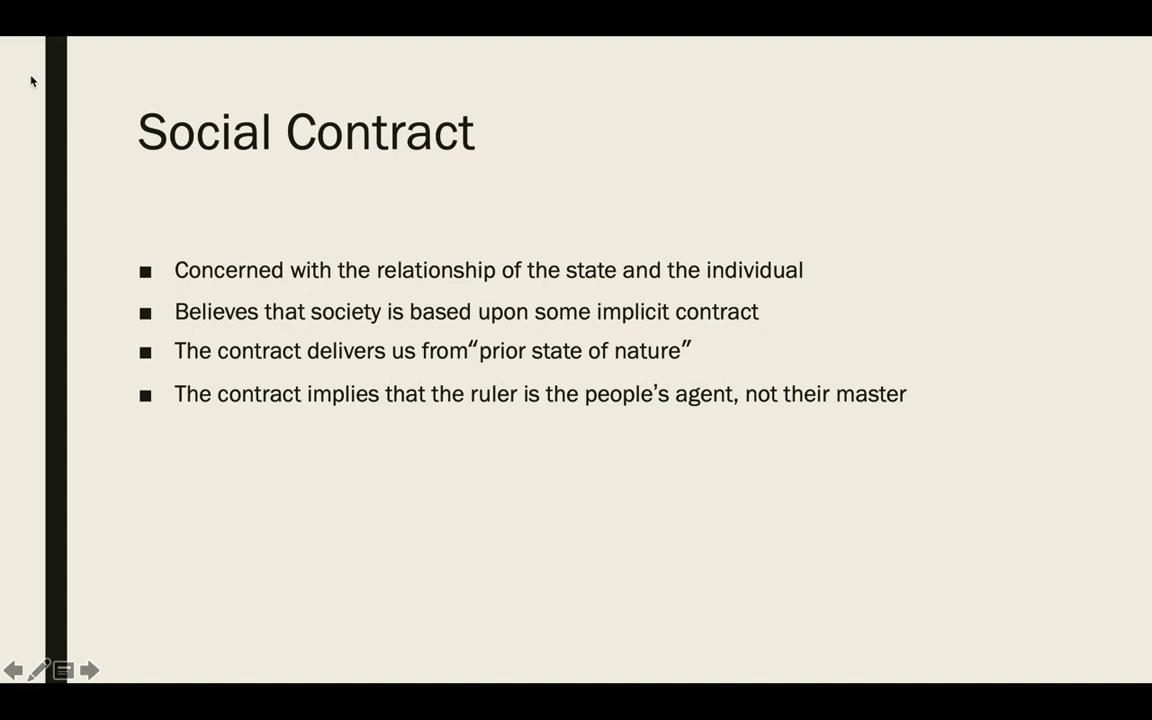 Social Contract
■ Concerned with the relationship of the state and the individual
■ Believes that society is based upon some implicit contract
■ The contract delivers us from“prior state of nature”
■ The contract implies that the ruler is the people’s agent, not their master